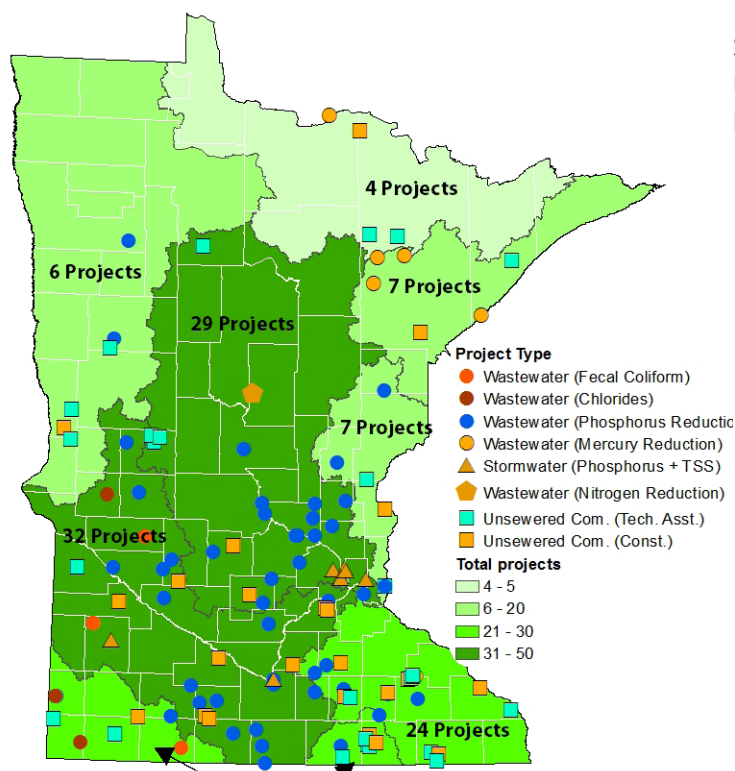 4 Projects
6 Projects
7 Projects
29 Projects
Project Type
Wastewater (Fecal Coliform)
Wastewater (Chlorides)
7 Projects
Wastewater (Phosphorus Reductio
Wastewater (Mercury Reduction)
Stormwater (Phosphorus + TSS)
Wastewater (Nitrogen Reduction)
32 Projects
Unsewered Com. (Tech. Asst.)
Unsewered Com. (Const.)
Total projects
4 - 5
6 - 20
21 - 30
31 - 50
24 Projects